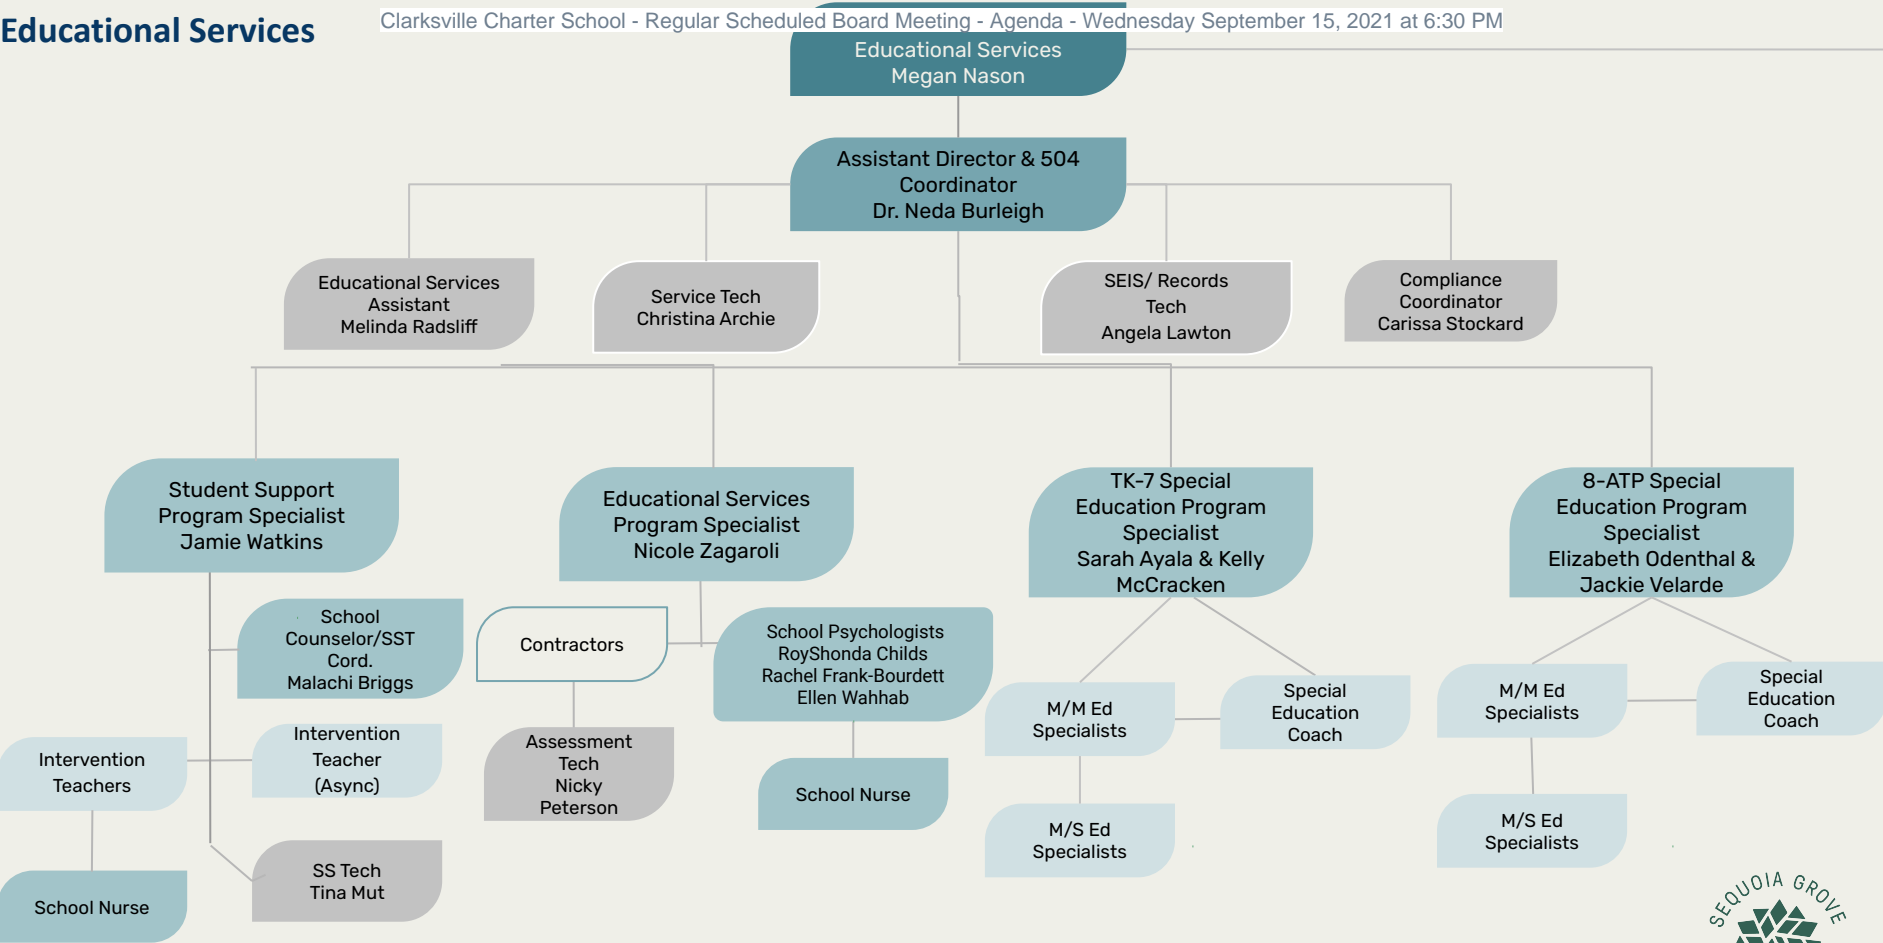 Educational Services
Clarksville Charter School - Regular Scheduled Board Meeting - Agenda - Wednesday September 15, 2021 at 6:30 PM
Educational Services
Megan Nason
Assistant Director & 504
Coordinator
Dr. Neda Burleigh
Educational Services
Assistant
Melinda Radsliff
Service Tech
Christina Archie
SEIS/ Records
Tech
Angela Lawton
Compliance
Coordinator
Carissa Stockard
Student Support
Program Specialist
Jamie Watkins
Educational Services
Program Specialist
Nicole Zagaroli
TK-7 Special
Education Program
Specialist
Sarah Ayala & Kelly
McCracken
8-ATP Special
Education Program
Specialist
Elizabeth Odenthal &
Jackie Velarde
School
Counselor/SST
Cord.
Malachi Briggs
Contractors
School Psychologists
RoyShonda Childs
Rachel Frank-Bourdett
Ellen Wahhab
M/M Ed
Specialists
Special
Education
Coach
M/M Ed
Specialists
Special
Education
Coach
Intervention
Teachers
Intervention
Teacher
(Async)
Assessment
Tech
Nicky
Peterson
School Nurse
M/S Ed
Specialists
M/S Ed
Specialists
SS Tech
Tina Mut
School Nurse
SEQUOIA GROVE